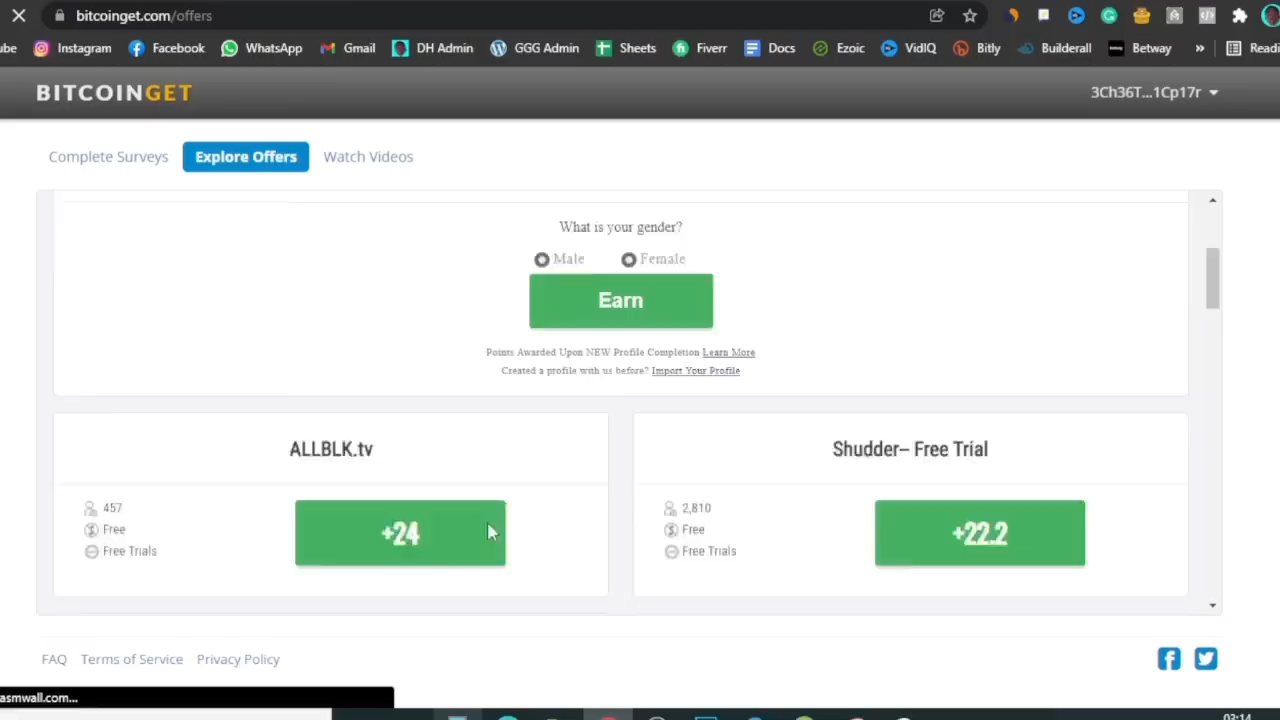 bitcoinget.com/offers
Instagram Facebook WhatsApp Gmail DH Admin GGG Admin Sheets Fiverr Docs Ezoic VidIQ Bitly Builderall Betway »
BITCOINGET
3Ch36T...1Cp17r
Complete Surveys Explore Offers Watch Videos
What is your gender?
Male Female
Earn
Points Awarded Upon NEW Profile Completion Learn More
Created a profile with us before? Import Your Profile
ALLBLK.tv
457
Free
Free Trials
+24
Shudder– Free Trial
2,810
Free
Free Trials
+22.2
FAQ Terms of Service Privacy Policy
asmwall.com...
03:14